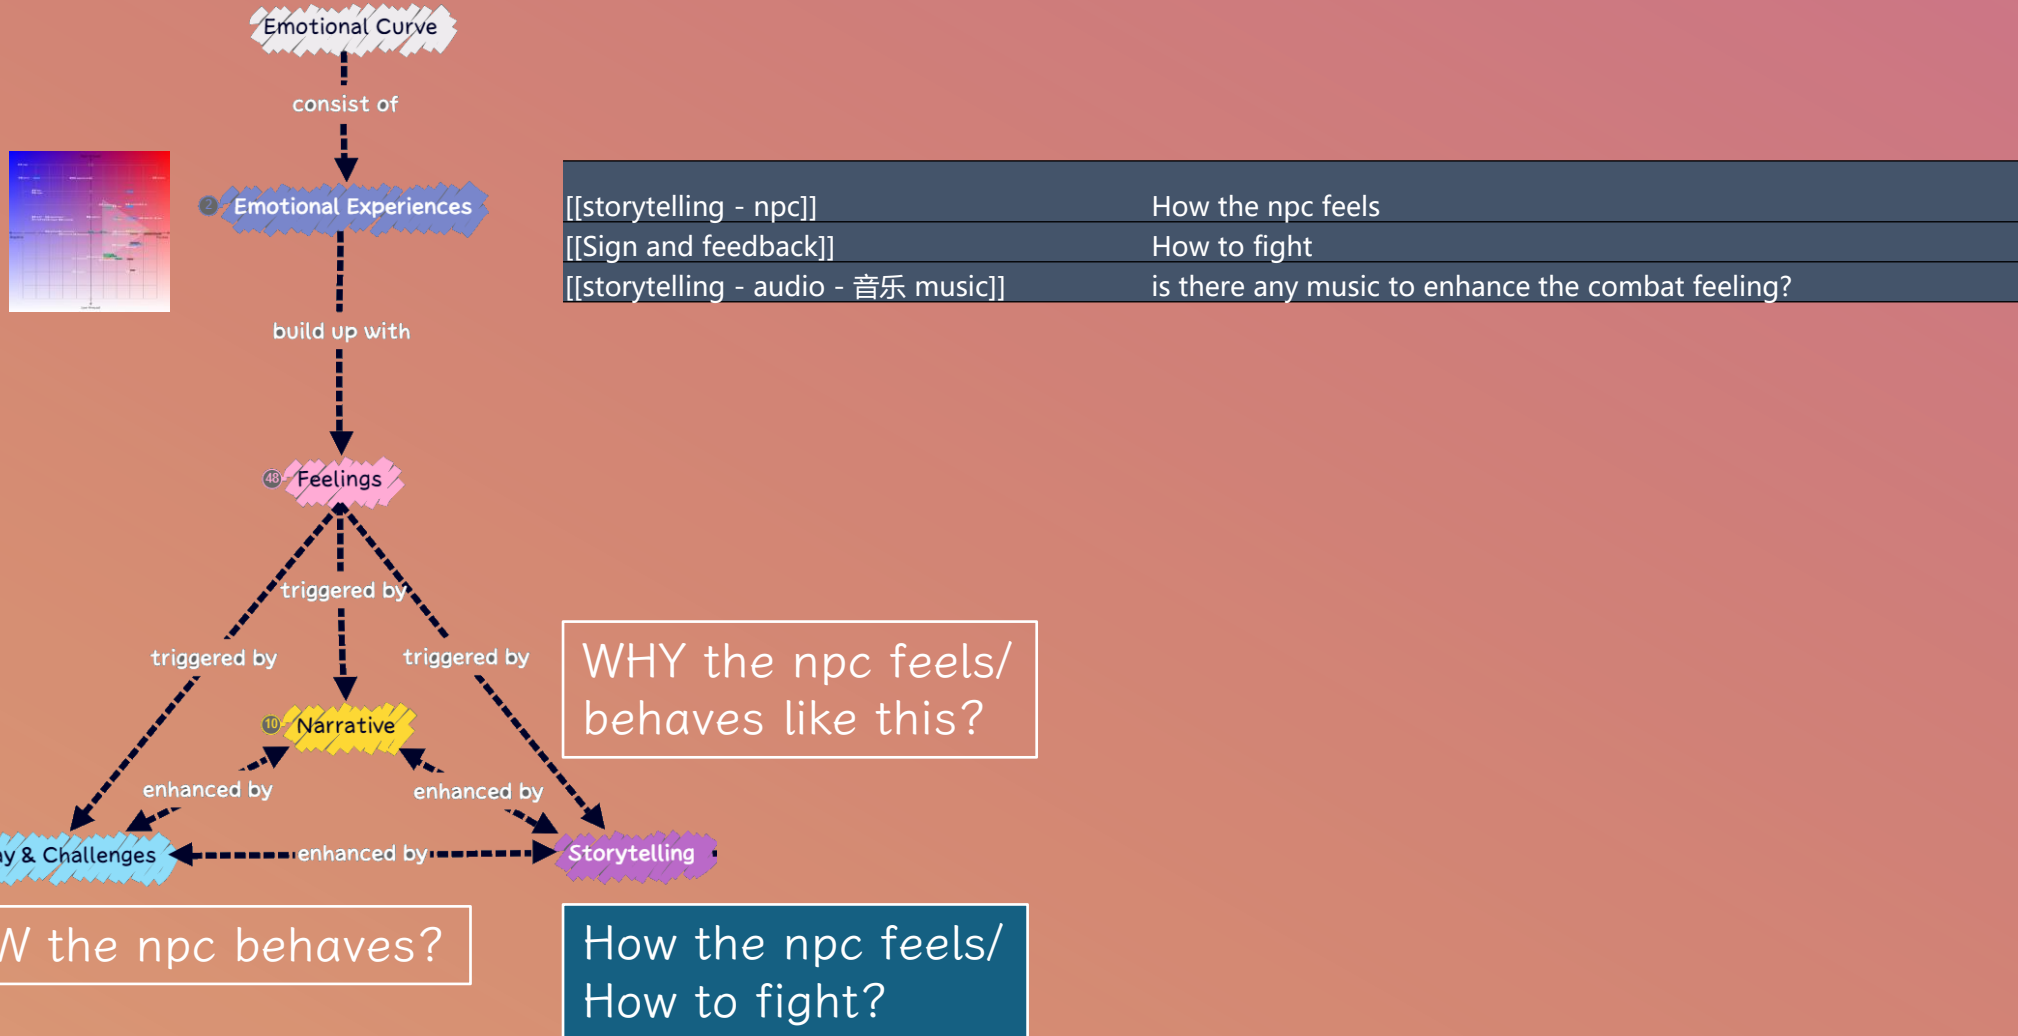 Emotional Curve
consist of
2
Emotional Experiences
[[storytelling - npc]] How the npc feels
[[Sign and feedback]] How to fight
[[storytelling - audio - 音乐 music]] is there any music to enhance the combat feeling?
build up with
48
Feelings
triggered by
triggered by
triggered by
WHY the npc feels/
behaves like this?
10
Narrative
enhanced by
enhanced by
y & Challenges
enhanced by
Storytelling
W the npc behaves?
How the npc feels/
How to fight?